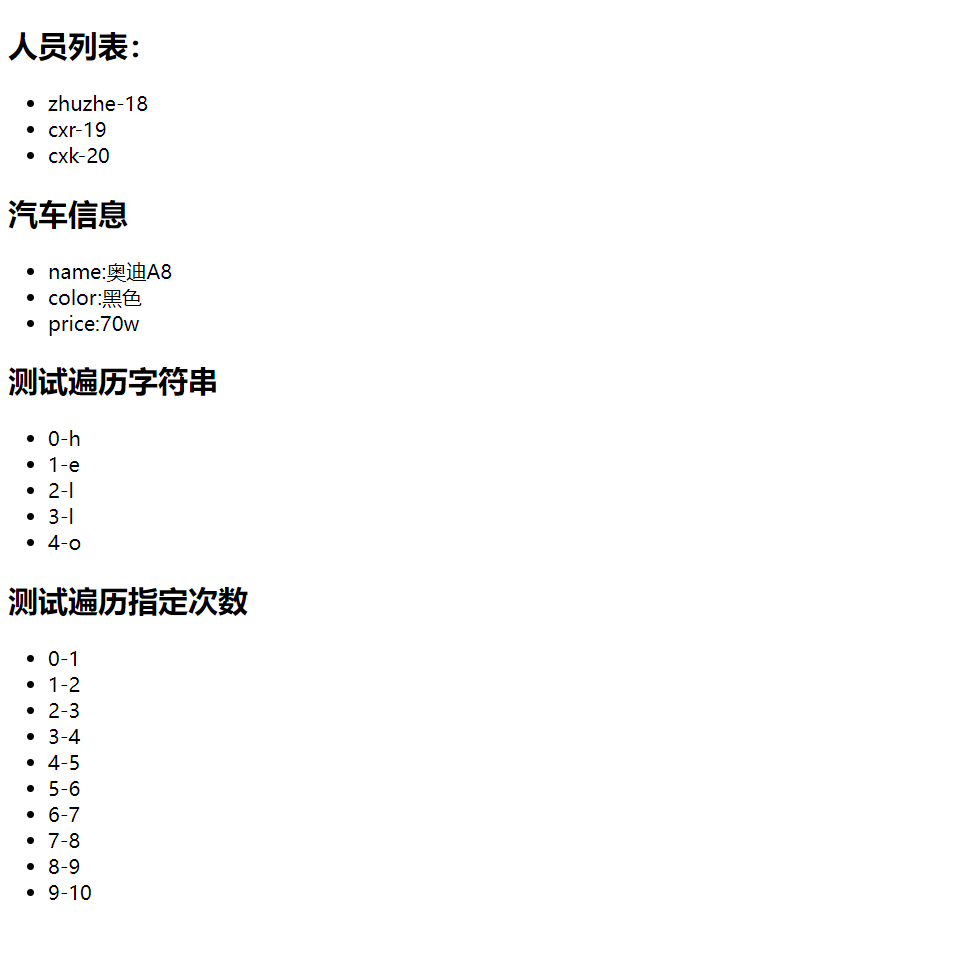 人员列表：
zhuzhe-18
cxr-19
cxk-20
汽车信息
name:奥迪A8
color:黑色
price:70w
测试遍历字符串
0-h
1-e
2-l
3-l
4-o
测试遍历指定次数
0-1
1-2
2-3
3-4
4-5
5-6
6-7
7-8
8-9
9-10